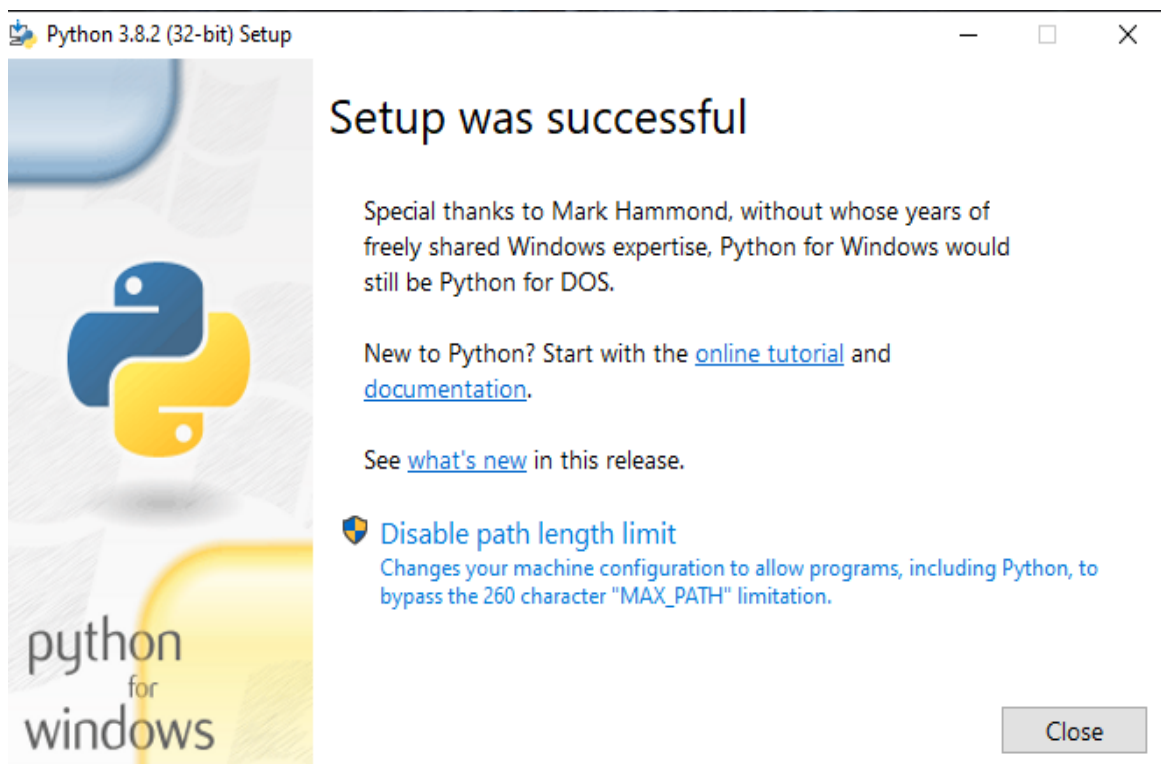 Python 3.8.2 (32-bit) Setup
Setup was successful
Special thanks to Mark Hammond, without whose years of
freely shared Windows expertise, Python for Windows would
still be Python for DOS.
New to Python? Start with the online tutorial and
documentation.
See what's new in this release.
Disable path length limit
Changes your machine configuration to allow programs, including Python, to
bypass the 260 character "MAX_PATH" limitation.
python
for
windows
Close